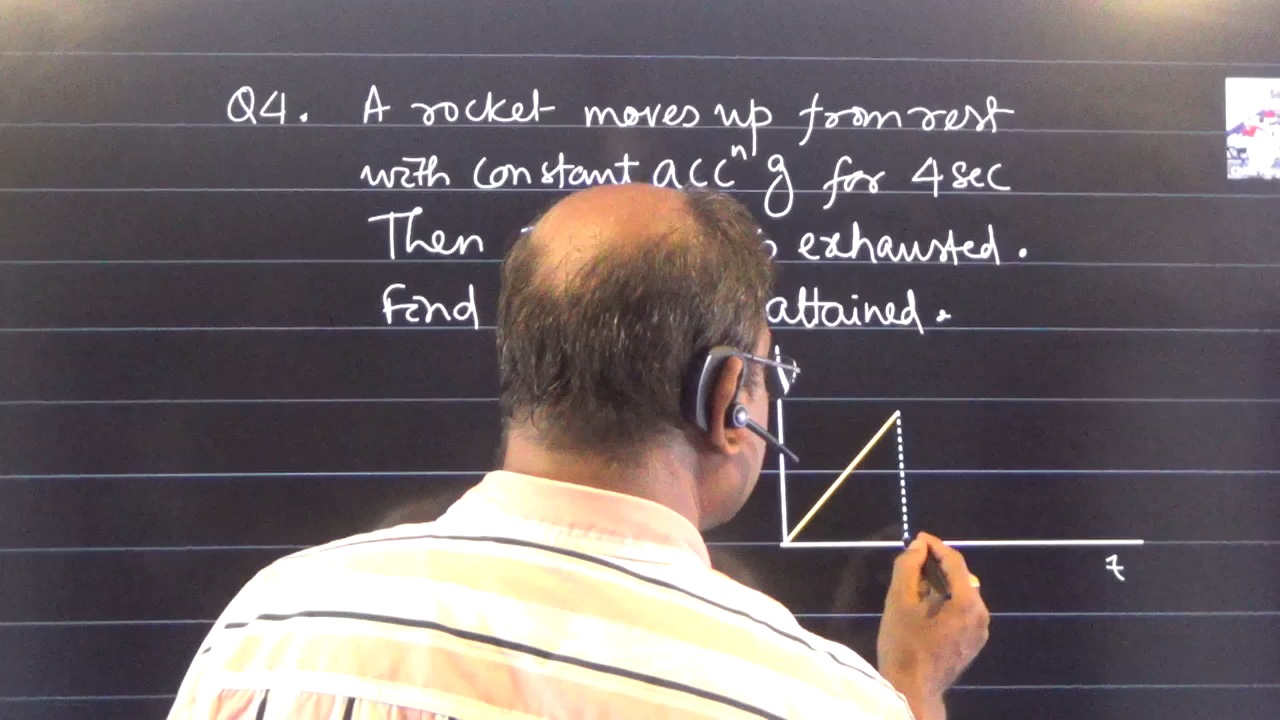 Q4. A rocket moves up from rest
with constant accⁿ g for 4 sec
Then exhausted.
Find attained.
t